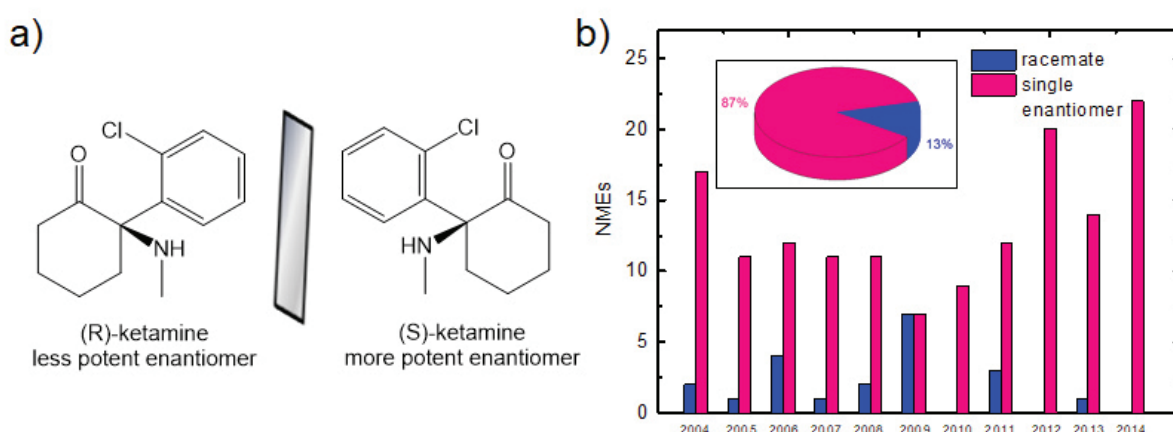 a)
Cl
O
NH
(R)-ketamine
less potent enantiomer
Cl
O
HN
(S)-ketamine
more potent enantiomer
b)
racemate
single
enantiomer
87%
13%
NMEs
25
20
15
10
5
0
2004 2005 2006 2007 2008 2009 2010 2011 2012 2013 2014